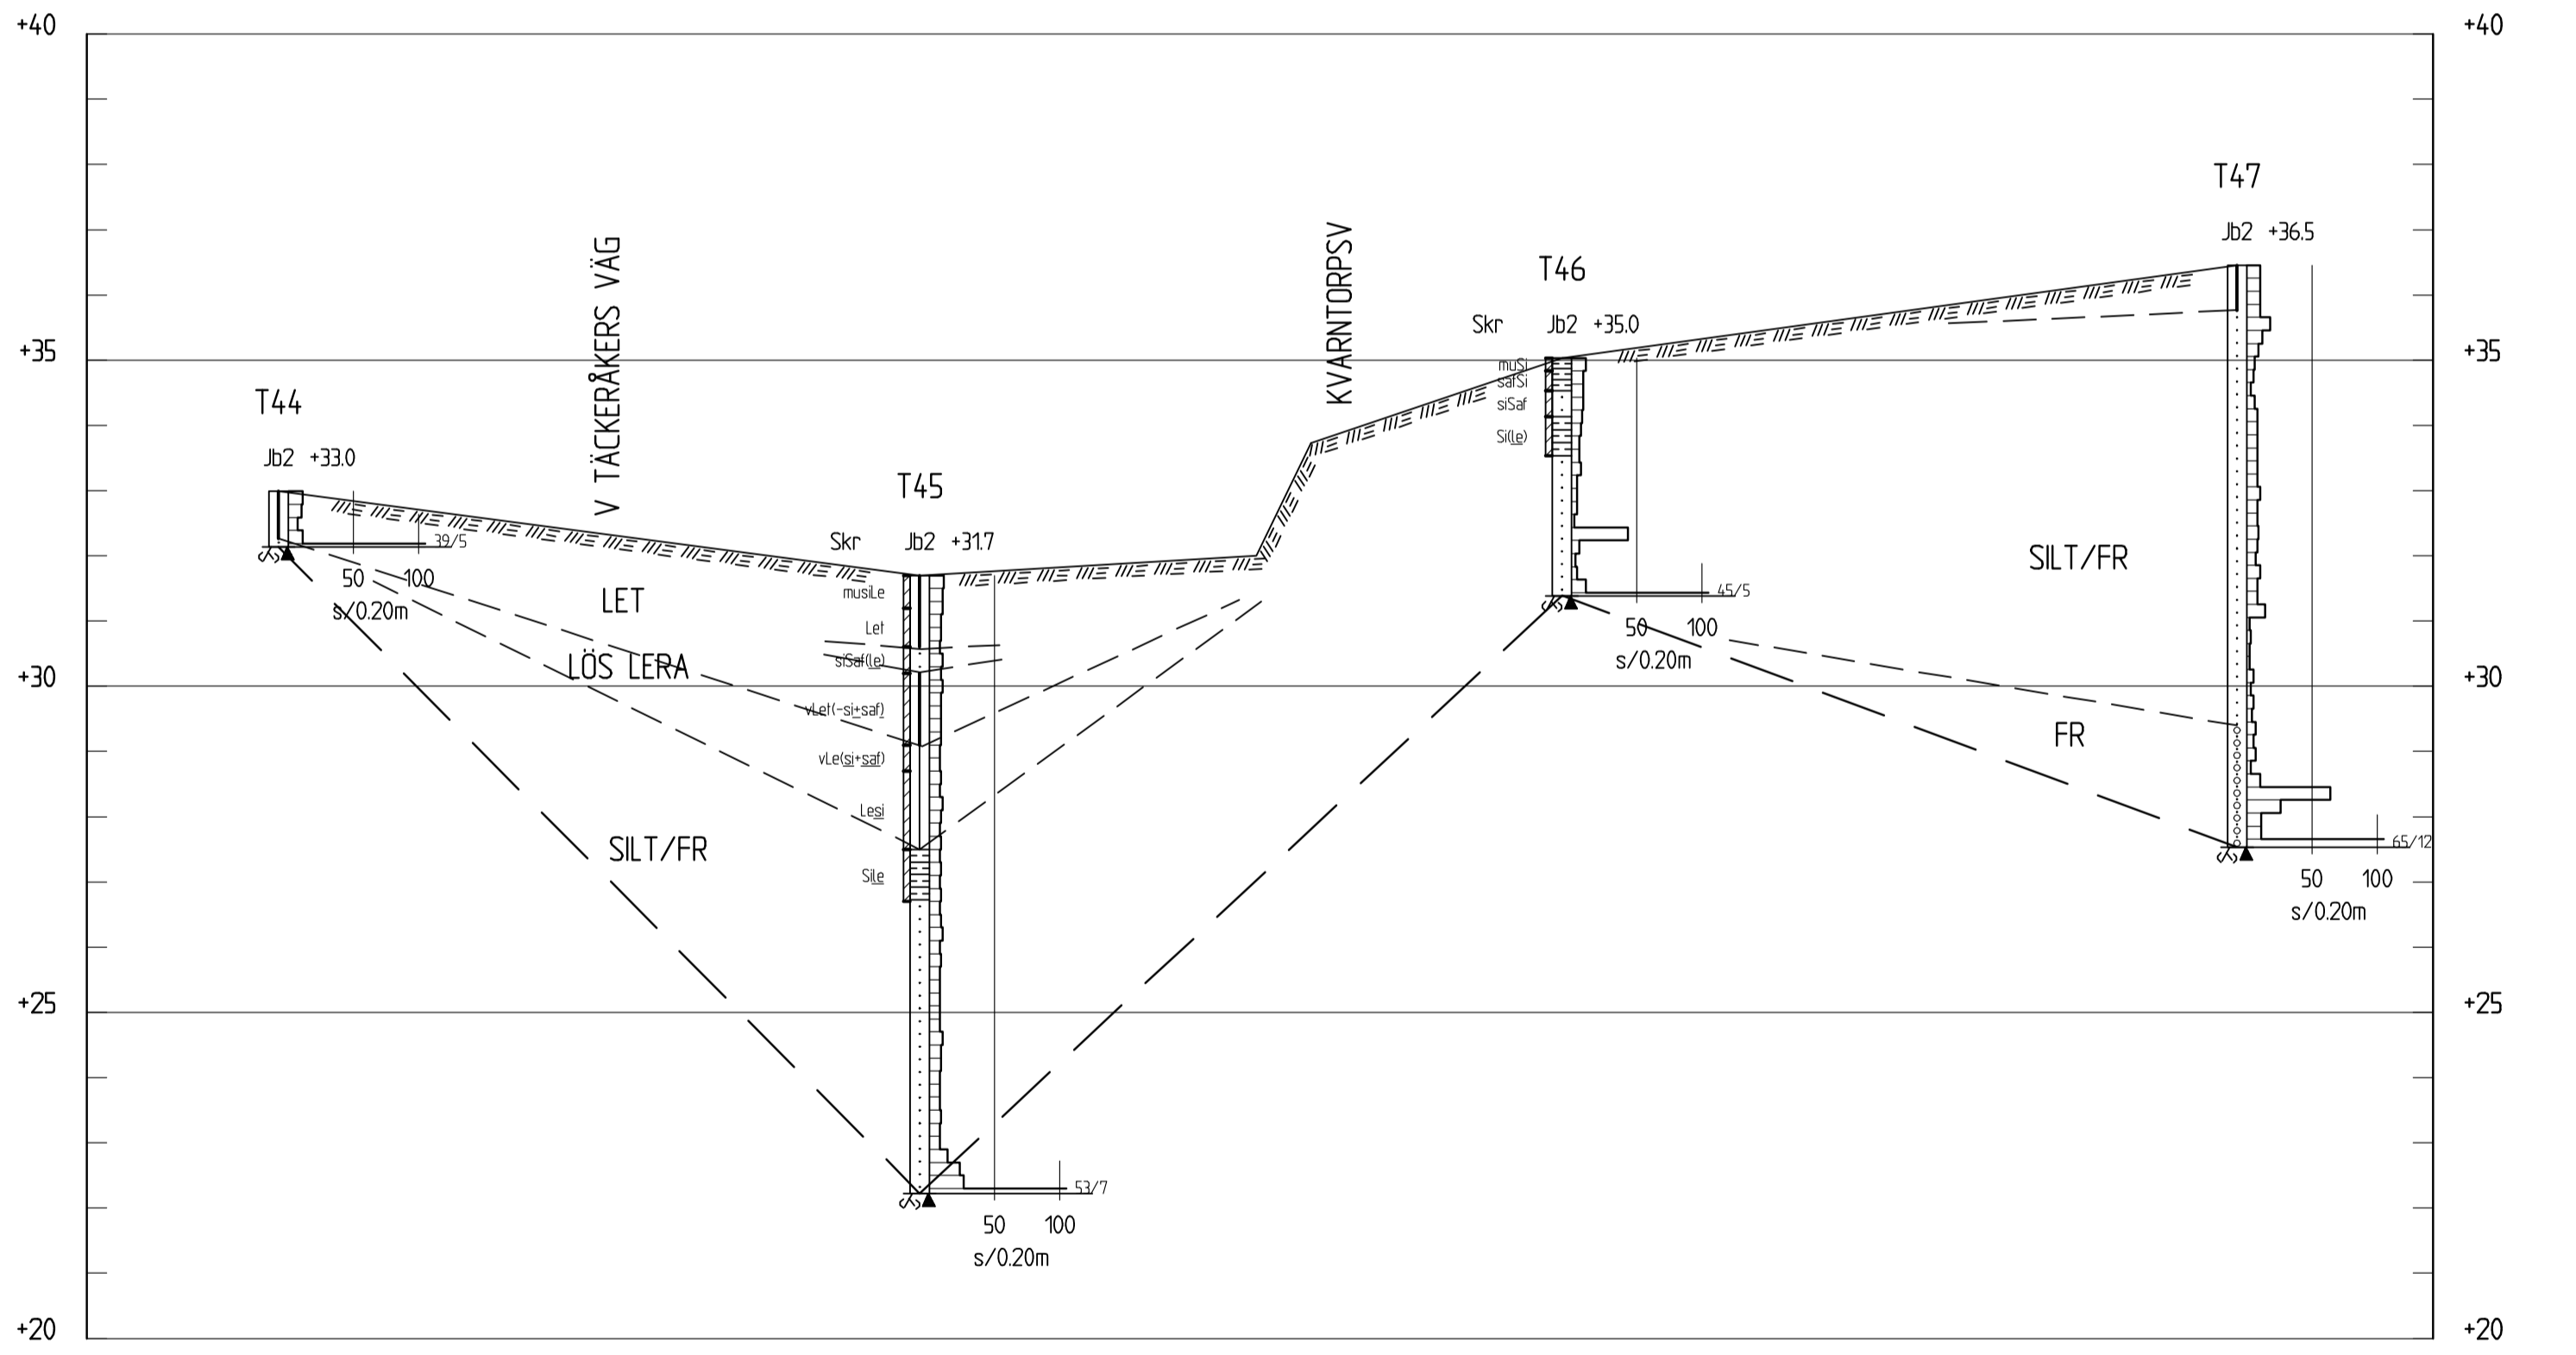 +40
+40
T47
Jb2 +36.5
V TÄCKERÅKERS VÄG
KVARNTORPSV
T46
Skr
Jb2 +35.0
+35
+35
muSi
safSi
siSaf
Si(le)
T44
Jb2 +33.0
39/5
50
100
s/0.20m
T45
Skr
Jb2 +31.7
musiLe
Let
siSaf(le)
vLet(-si+saf)
vLe(si+saf)
Lesi
Sile
LET
LÖS LERA
SILT/FR
45/5
50
100
s/0.20m
SILT/FR
FR
+30
+30
65/12
50
100
s/0.20m
+25
+25
53/7
50
100
s/0.20m
+20
+20